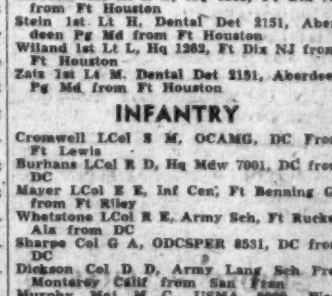 from Ft Houston
Stein 1st Lt H, Dental Det 2151, Aber
deen Pg Md from Ft Houston
Wiland 1st Lt L, Hq 1262, Ft Dix NJ from
Ft Houston
Zatz 1st Lt M, Dental Det 2151, Aberdee
Pg Md from Ft Houston
INFANTRY
Cromwell LCol S M, OCAMG, DC From
Ft Lewis
Burhans LCol R D, Hq Mdw 7001, DC from
DC
Mayer LCol E E, Inf Cen, Ft Benning G
from Ft Riley
Whetstone LCol R E, Army Sch, Ft Rucke
Ala from DC
Sharpe Col G A, ODCSPER 8531, DC from
DC
Dickson Col D D, Army Lang Sch Pre
Monterey Calif from San Fran
Murphy Maj M C, USMA